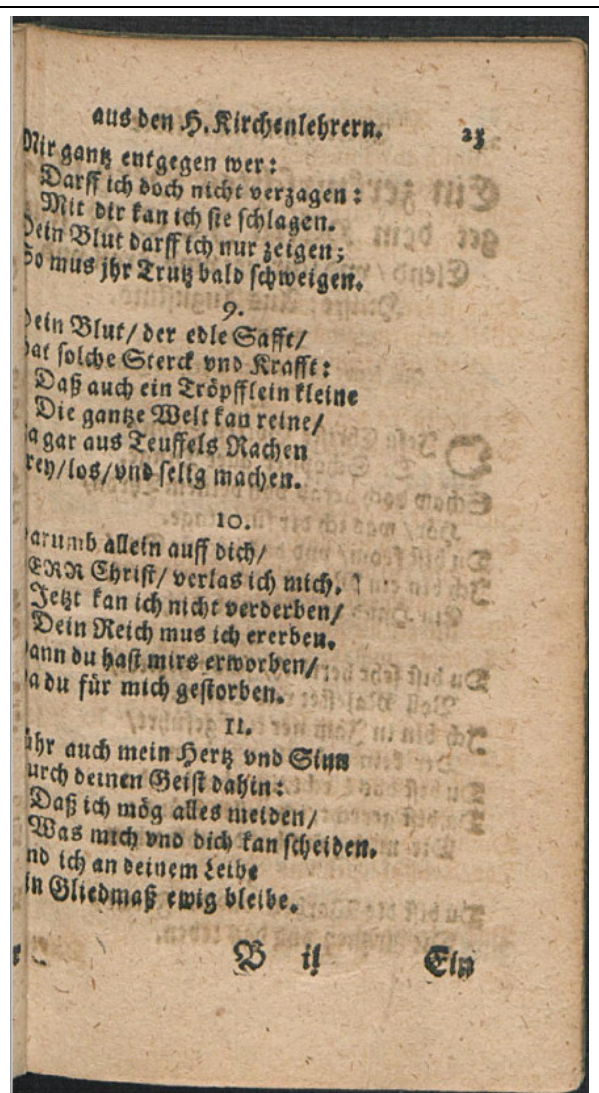 aus den H. Kirchenlehrern. 23
Mir gantz entgegen wer:
Darff ich doch nicht verzagen:
Mit dir kan ich sie schlagen.
Dein Blut darff ich nur zeigen;
So mus jhr Trutz bald schweigen.
9.
Dein Blut/ der edle Safft/
hat solche Sterck vnd Krafft:
Daß auch ein Tröpfflein kleine
Die gantze Welt kan reine/
Ja gar aus Teuffels Rachen
frey/los/vnd selig machen.
10.
Darumb allein auff dich/
HERR Christ/ verlas ich mich.
Jetzt kan ich nicht verderben/
Dein Reich mus ich ererben.
Dann du hast mirs erworben/
Da du für mich gestorben.
11.
Führ auch mein Hertz vnd Sinn
Durch deinen Geist dahin:
Daß ich mög alles meiden/
Was mich vnd dich kan scheiden.
Vnd ich an deinem Leibe
Ein Gliedmaß ewig bleibe.
B ij Ein